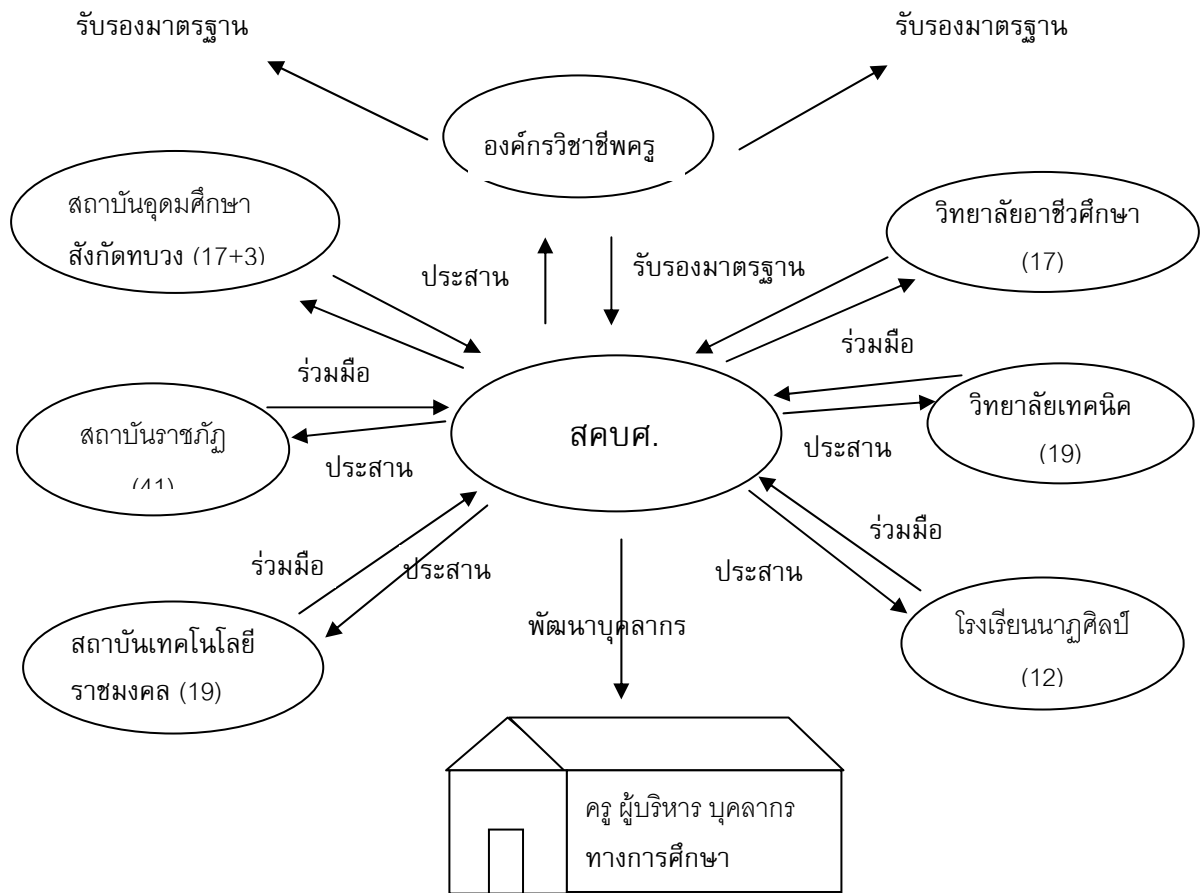 รับรองมาตรฐาน
รับรองมาตรฐาน
องค์กรวิชาชีพครู
สถาบันอุดมศึกษา
สังกัดทบวง (17+3)
วิทยาลัยอาชีวศึกษา
(17)
ประสาน
รับรองมาตรฐาน
ร่วมมือ
ร่วมมือ
สถาบันราชภัฏ
(41)
สคบศ.
วิทยาลัยเทคนิค
(19)
ประสาน
ประสาน
ร่วมมือ
ร่วมมือ
ประสาน
ประสาน
สถาบันเทคโนโลยี
ราชมงคล (19)
พัฒนาบุคลากร
โรงเรียนนาฏศิลป์
(12)
ครู ผู้บริหาร บุคลากร
ทางการศึกษา